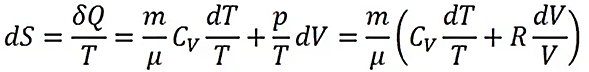 dS = δQ/T = m/μ C_V dT/T + p/T dV = m/μ (C_V dT/T + R dV/V)